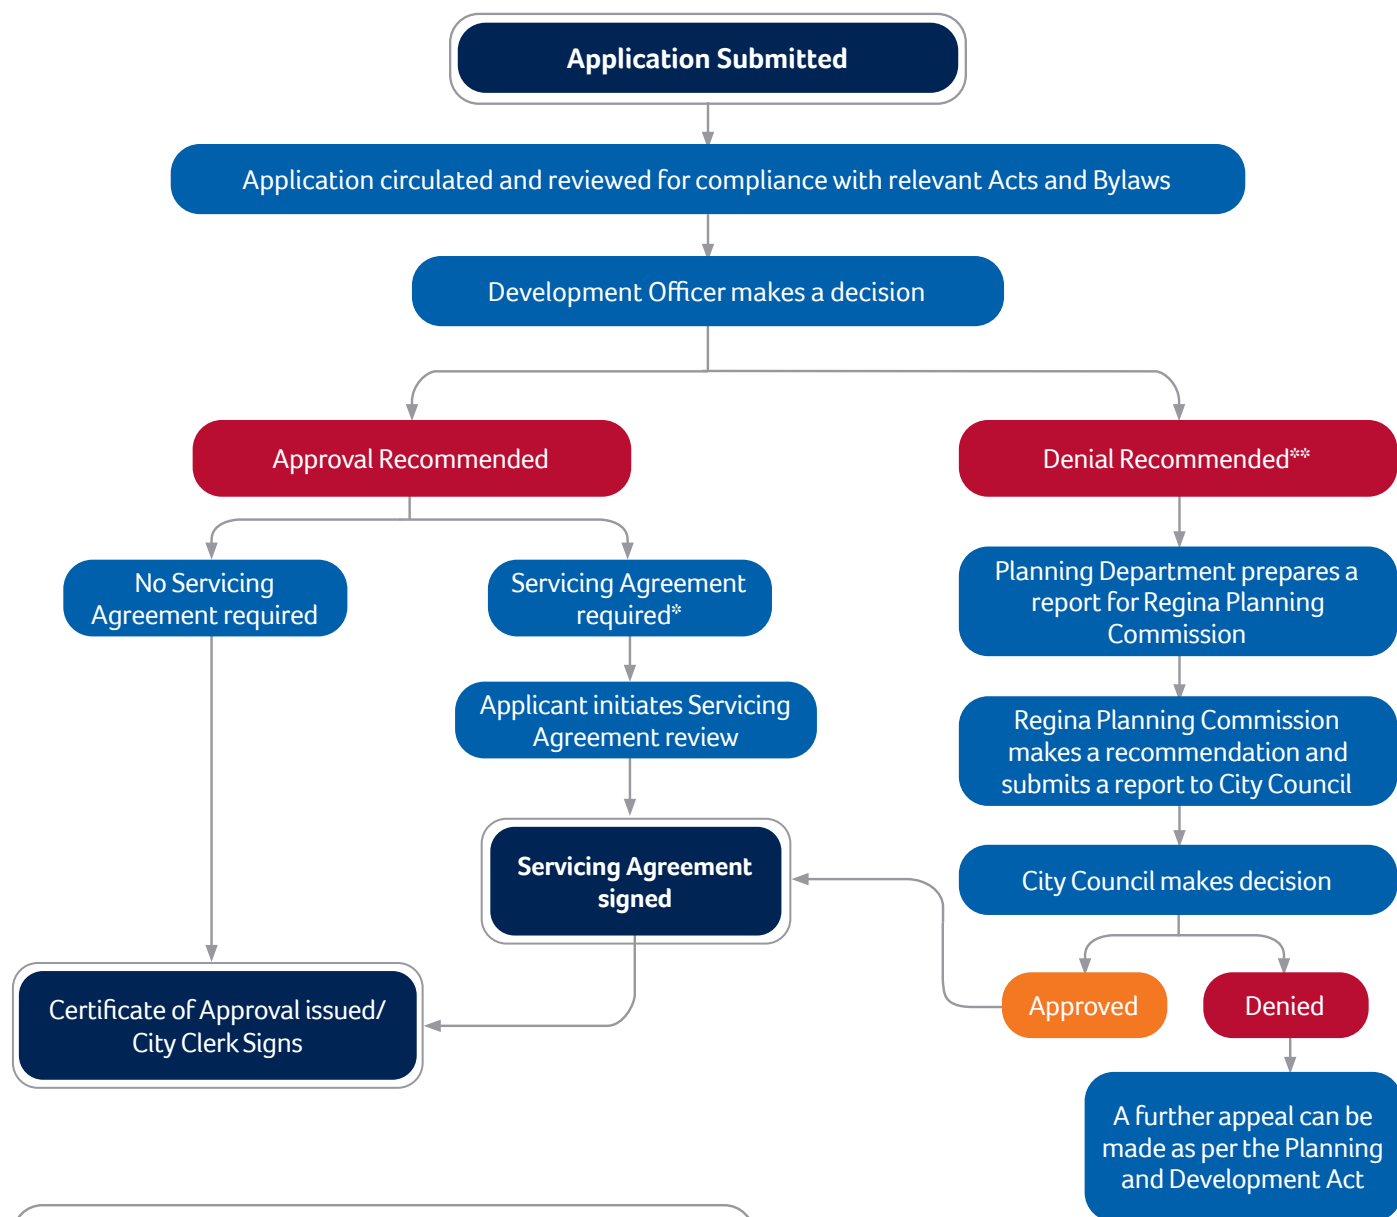 Application Submitted
Application circulated and reviewed for compliance with relevant Acts and Bylaws
Development Officer makes a decision
Approval Recommended
Denial Recommended**
No Servicing
Agreement required
Servicing Agreement
required*
Planning Department prepares a
report for Regina Planning
Commission
Applicant initiates Servicing
Agreement review
Regina Planning Commission
makes a recommendation and
submits a report to City Council
Servicing Agreement
signed
City Council makes decision
Certificate of Approval issued/
City Clerk Signs
Approved
Denied
A further appeal can be
made as per the Planning
and Development Act